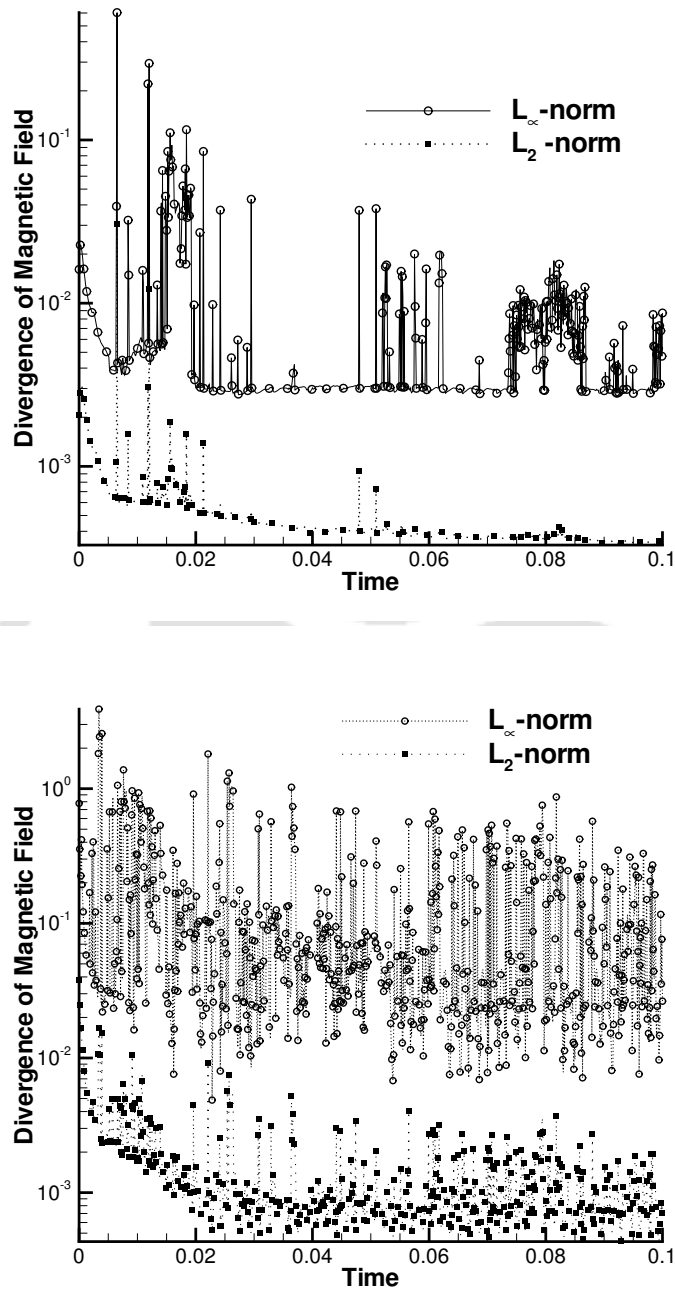 L∞-norm
L2 -norm
Divergence of Magnetic Field
10-1
10-2
10-3
0
0.02
0.04
0.06
0.08
0.1
Time
L∞-norm
L2-norm
Divergence of Magnetic Field
100
10-1
10-2
10-3
0
0.02
0.04
0.06
0.08
0.1
Time